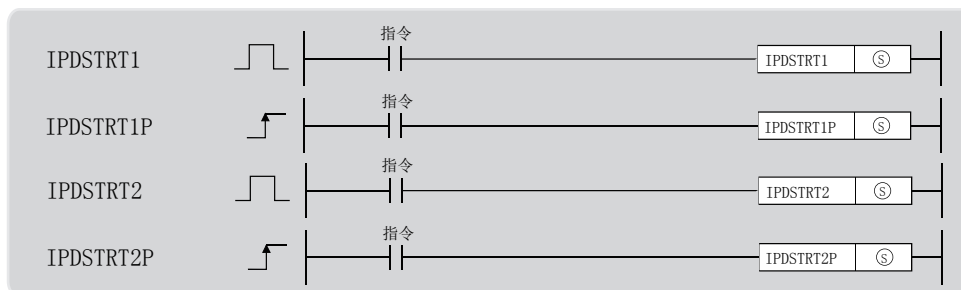 指令
IPDSTRT1 IPDSTRT1 Ⓢ
指令
IPDSTRT1P IPDSTRT1P Ⓢ
指令
IPDSTRT2 IPDSTRT2 Ⓢ
指令
IPDSTRT2P IPDSTRT2P Ⓢ